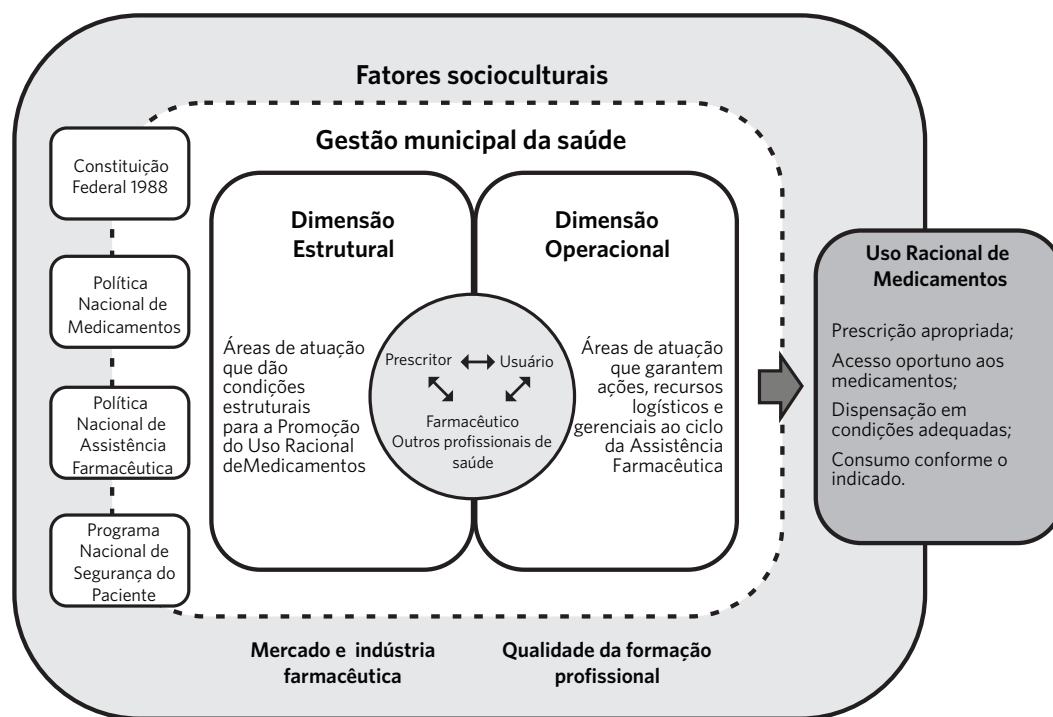 Fatores socioculturais
Gestão municipal da saúde
Constituição
Federal 1988
Política
Nacional de
Medicamentos
Política
Nacional de
Assistência
Farmacêutica
Programa
Nacional de
Segurança do
Paciente
Dimensão
Estrutural
Áreas de atuação
que dão
condições
estruturais
para a Promoção
do Uso Racional
deMedicamentos
Prescritor
Usuário
Farmacêutico
Outros profissionais de
saúde
Dimensão
Operacional
Áreas de atuação
que garantem
ações, recursos
logísticos e
gerenciais ao ciclo
da Assistência
Farmacêutica
Mercado e indústria
farmacêutica
Qualidade da formação
profissional
Uso Racional de
Medicamentos
Prescrição apropriada;
Acesso oportuno aos
medicamentos;
Dispensação em
condições adequadas;
Consumo conforme o
indicado.